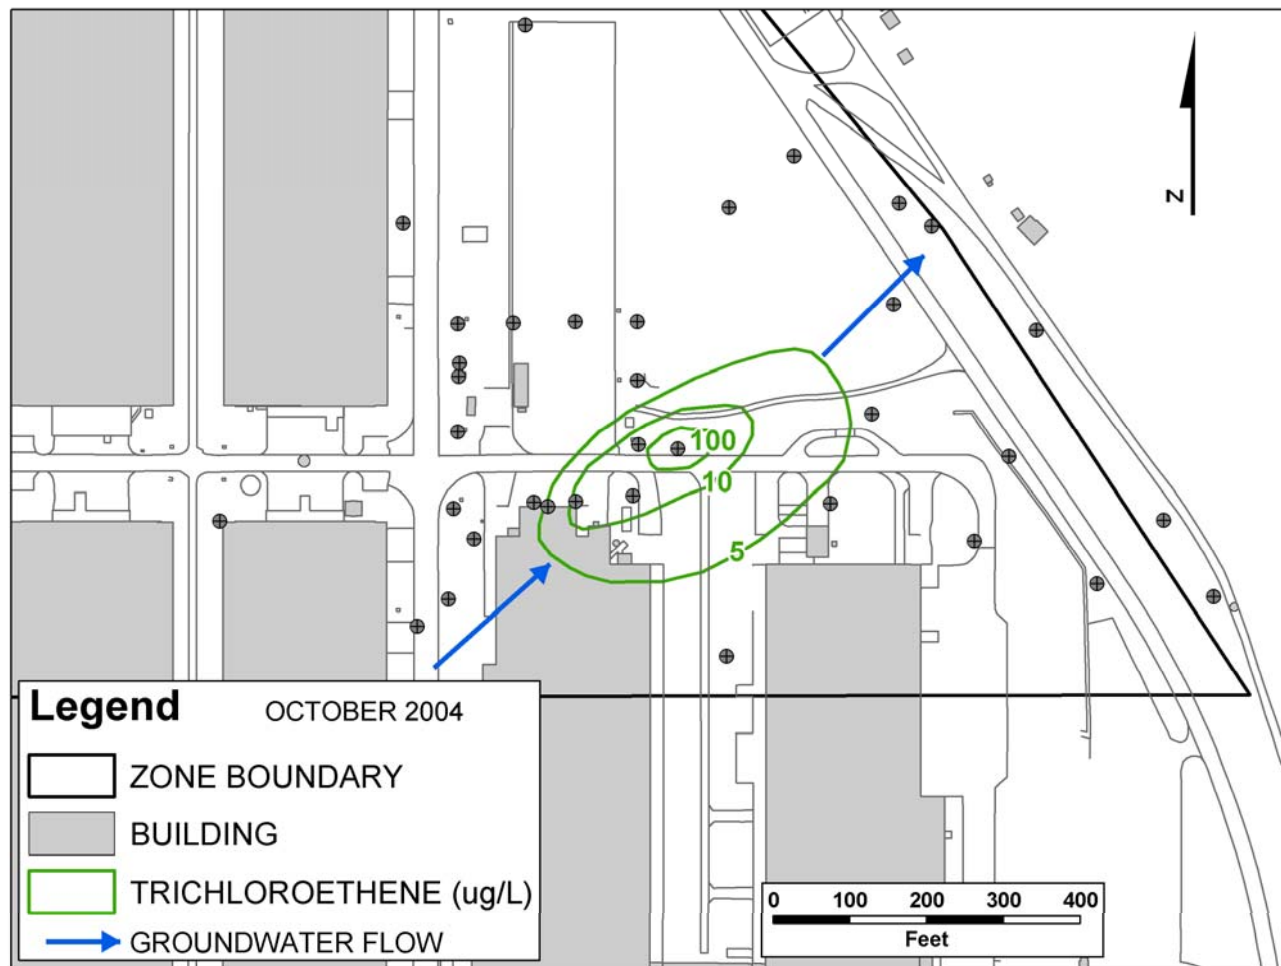 N
100
10
5
Legend OCTOBER 2004
ZONE BOUNDARY
BUILDING
TRICHLOROETHENE (ug/L)
GROUNDWATER FLOW
0 100 200 300 400
Feet